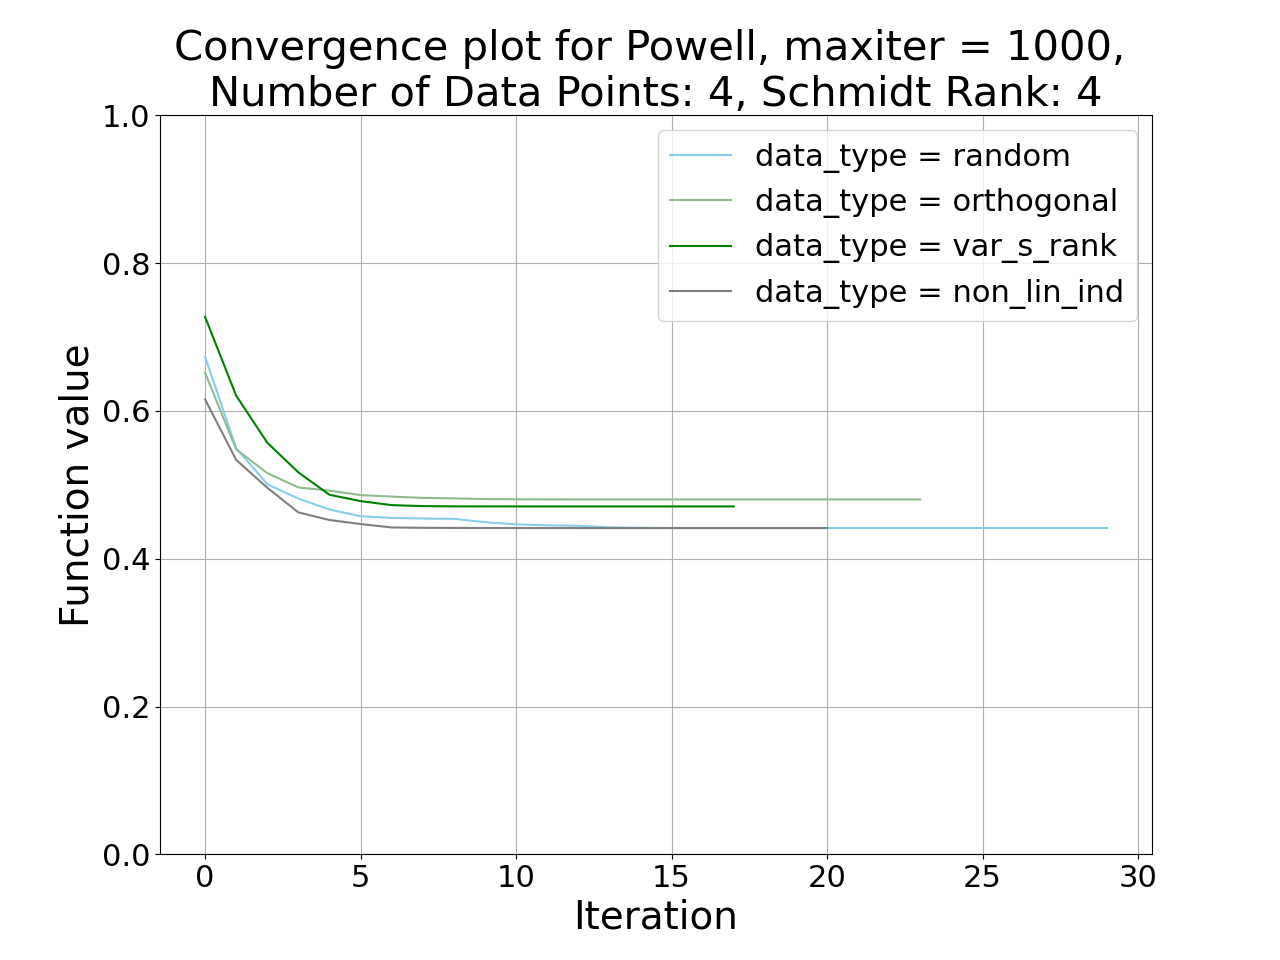 Convergence plot for Powell, maxiter = 1000,
Number of Data Points: 4, Schmidt Rank: 4
1.0
0.8
0.6
0.4
0.2
0.0
Function value
data_type = random
data_type = orthogonal
data_type = var_s_rank
data_type = non_lin_ind
0 5 10 15 20 25 30
Iteration